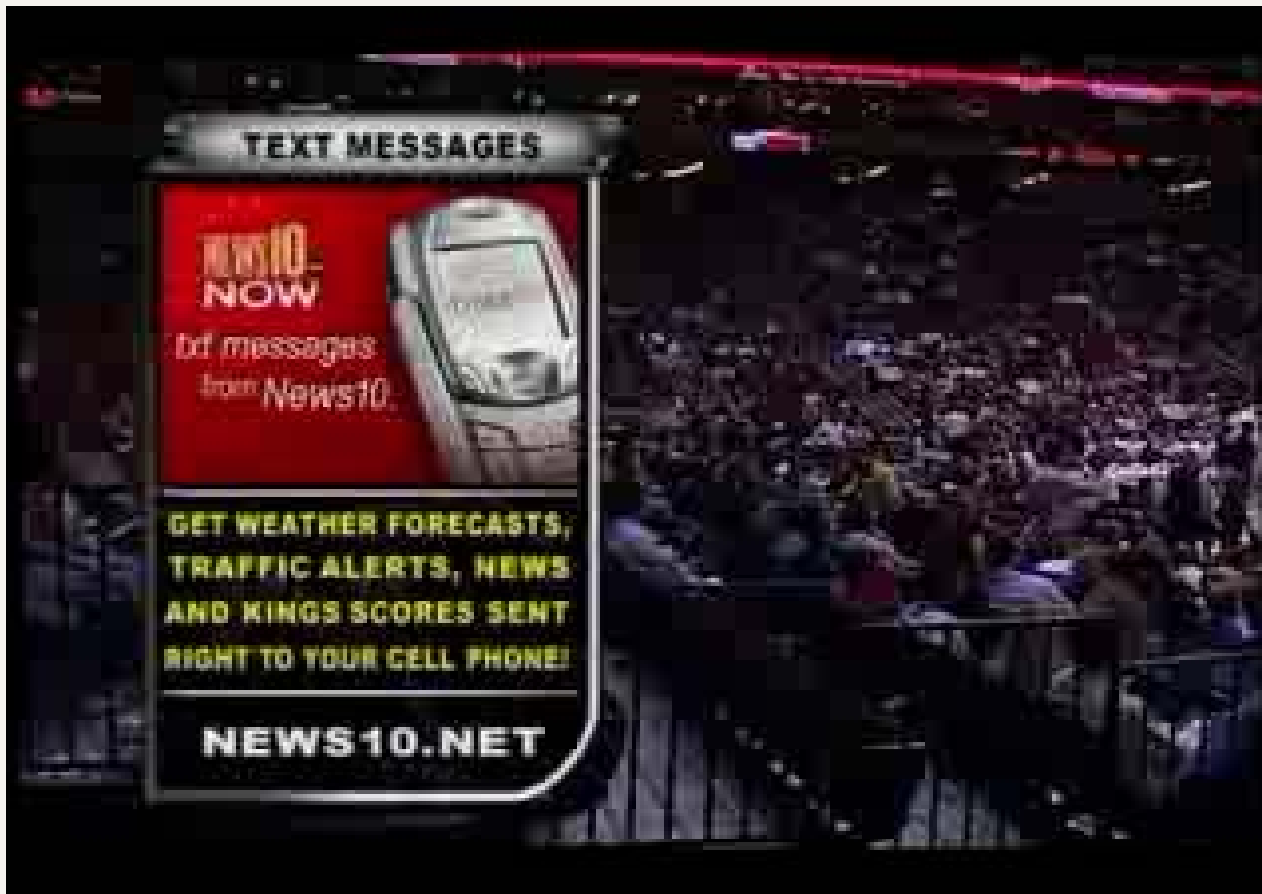 TEXT MESSAGES
NEWS10
NOW
txt messages
from News10.
GET WEATHER FORECASTS,
TRAFFIC ALERTS, NEWS
AND KINGS SCORES SENT
RIGHT TO YOUR CELL PHONE!
NEWS10.NET